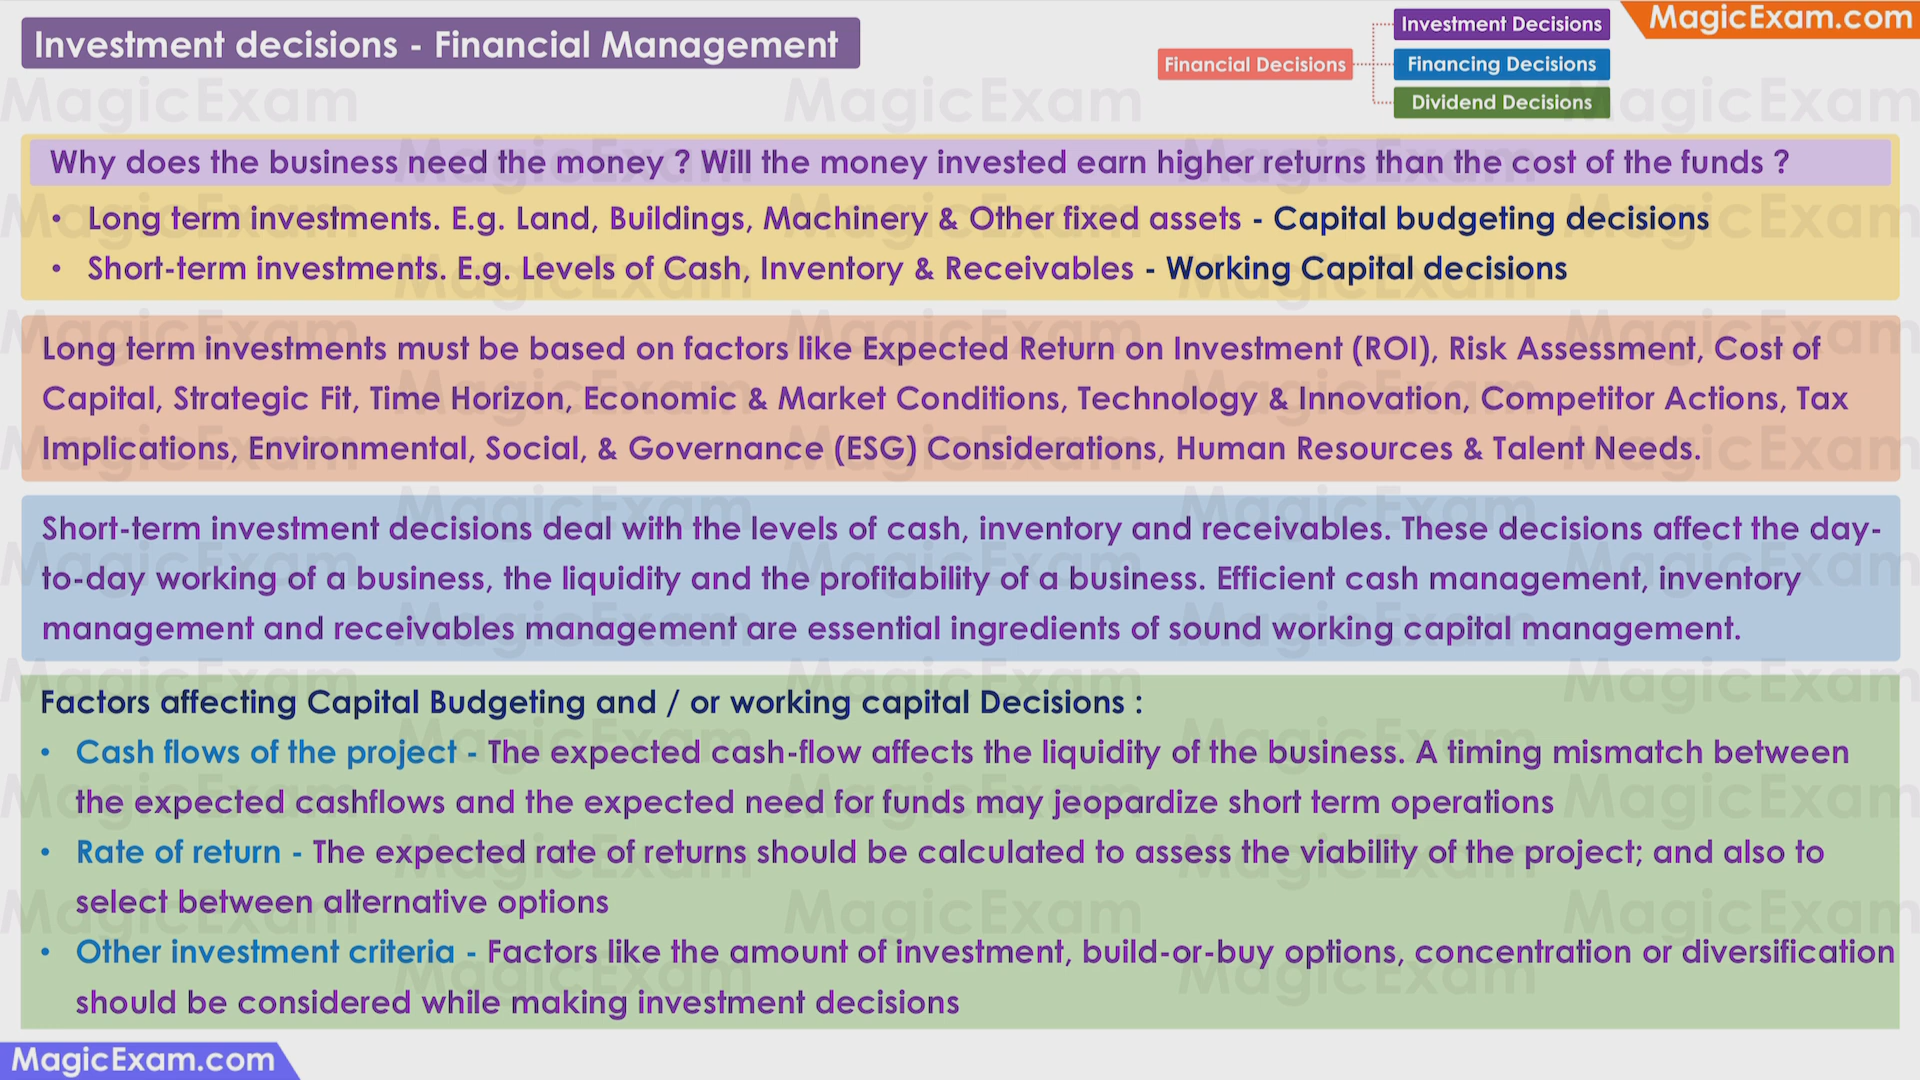 Investment decisions - Financial Management
Financial Decisions
Investment Decisions
Financing Decisions
Dividend Decisions
MagicExam.com
Why does the business need the money ? Will the money invested earn higher returns than the cost of the funds ?
• Long term investments. E.g. Land, Buildings, Machinery & Other fixed assets - Capital budgeting decisions
• Short-term investments. E.g. Levels of Cash, Inventory & Receivables - Working Capital decisions
Long term investments must be based on factors like Expected Return on Investment (ROI), Risk Assessment, Cost of
Capital, Strategic Fit, Time Horizon, Economic & Market Conditions, Technology & Innovation, Competitor Actions, Tax
Implications, Environmental, Social, & Governance (ESG) Considerations, Human Resources & Talent Needs.
Short-term investment decisions deal with the levels of cash, inventory and receivables. These decisions affect the day-
to-day working of a business, the liquidity and the profitability of a business. Efficient cash management, inventory
management and receivables management are essential ingredients of sound working capital management.
Factors affecting Capital Budgeting and / or working capital Decisions :
• Cash flows of the project - The expected cash-flow affects the liquidity of the business. A timing mismatch between
the expected cashflows and the expected need for funds may jeopardize short term operations
• Rate of return - The expected rate of returns should be calculated to assess the viability of the project; and also to
select between alternative options
• Other investment criteria - Factors like the amount of investment, build-or-buy options, concentration or diversification
should be considered while making investment decisions
MagicExam.com